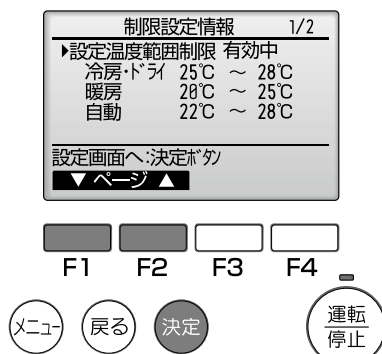 制限設定情報 1/2
▶設定温度範囲制限 有効中
冷房･ﾄﾞﾗｲ 25℃ ～ 28℃
暖房 20℃ ～ 25℃
自動 22℃ ～ 28℃
設定画面へ:決定ﾎﾞﾀﾝ
▼ ページ ▲
F1 F2 F3 F4
メニュー 戻る 決定 運転
停止